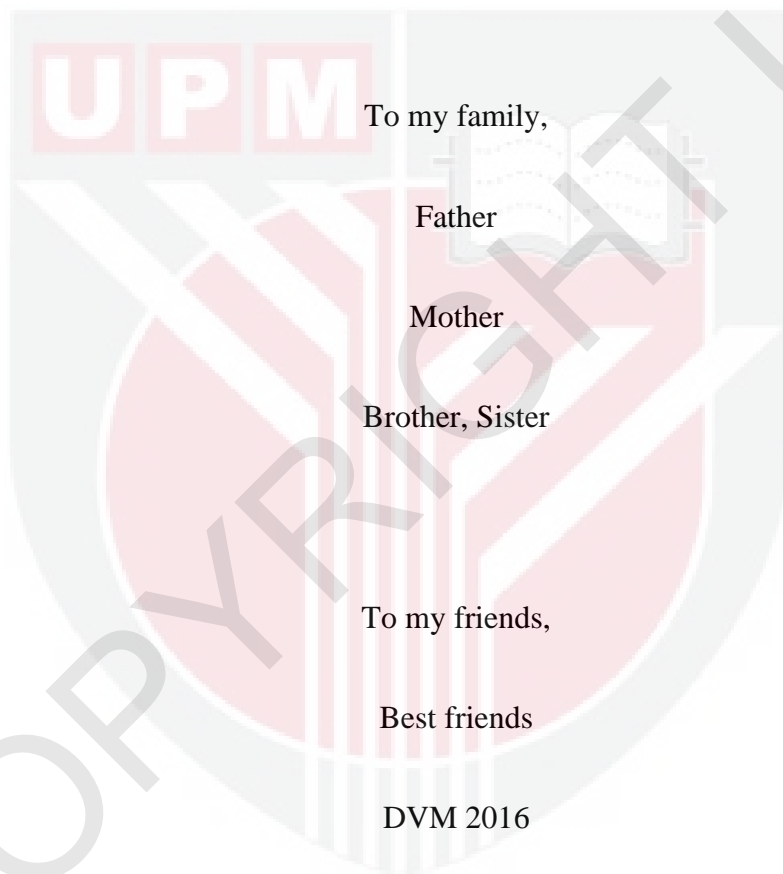 UPM
To my family,
Father
Mother
Brother, Sister
To my friends,
Best friends
DVM 2016